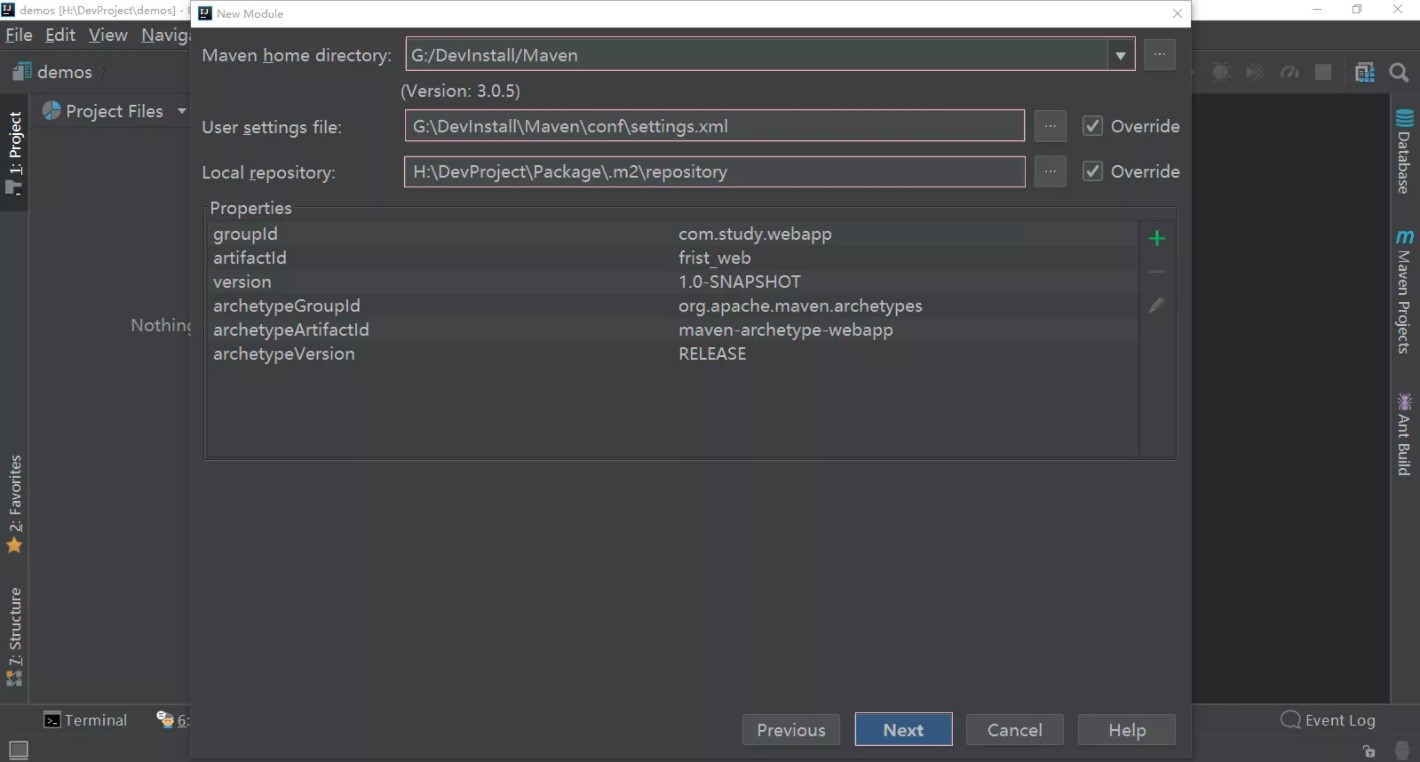 demos [H:\DevProject\demos] -
New Module
File Edit View Naviga
Maven home directory: G:/DevInstall/Maven ...
demos
(Version: 3.0.5)
Project Files
User settings file: G:\DevInstall\Maven\conf\settings.xml ... Override
Local repository: H:\DevProject\Package\.m2\repository ... Override
Properties
groupId com.study.webapp
artifactId frist_web
version 1.0-SNAPSHOT
archetypeGroupId org.apache.maven.archetypes
archetypeArtifactId maven-archetype-webapp
archetypeVersion RELEASE
Nothing
1: Project
2: Favorites
7: Structure
Database
m Maven Projects
Ant Build
Previous Next Cancel Help
Terminal 6: Event Log